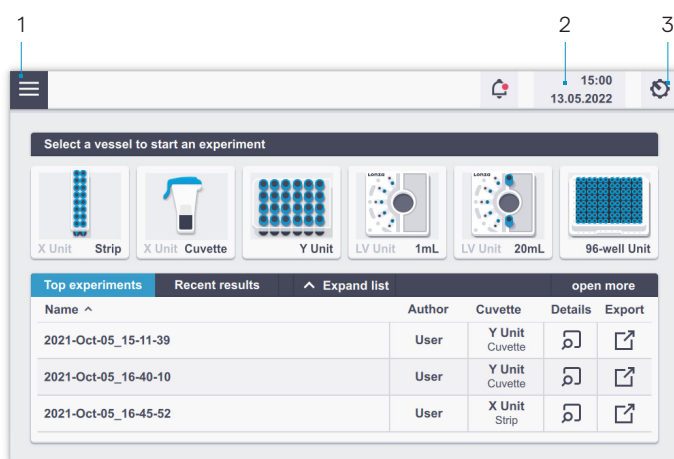 1 2 3
15:00
13.05.2022
Select a vessel to start an experiment
Lonza Lonza
X Unit Strip X Unit Cuvette Y Unit LV Unit 1mL LV Unit 20mL 96-well Unit
Top experiments Recent results Expand list open more
Name Author Cuvette Details Export
2021-Oct-05_15-11-39 User Y Unit
Cuvette
2021-Oct-05_16-40-10 User Y Unit
Cuvette
2021-Oct-05_16-45-52 User X Unit
Strip